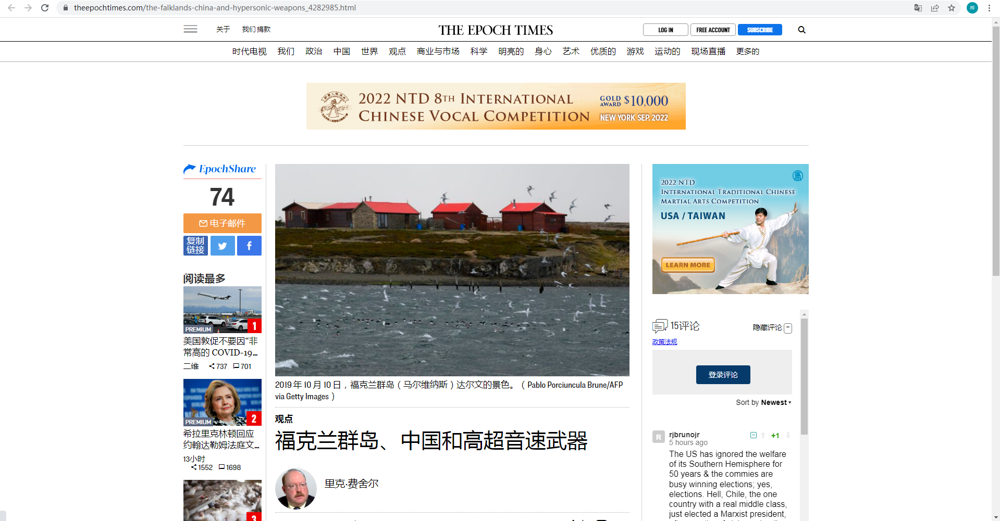 theepochtimes.com/the-falklands-china-and-hypersonic-weapons_4282985.html
桦
关于 我们捐款
THE EPOCH TIMES
LOG IN FREE ACCOUNT SUBSCRIBE
时代电视 我们 政治 中国 世界 观点 商业与市场 科学 明亮的 身心 艺术 优质的 游戏 运动的 现场直播 更多的
2022 NTD 8TH INTERNATIONAL
CHINESE VOCAL COMPETITION
GOLD AWARD $10,000
NEW YORK SEP. 2022
EpochShare
74
电子邮件
复制
链接
阅读最多
PREMIUM
1
美国敦促不要因“非
常高的 COVID-19...
二维 737 701
PREMIUM
2
希拉里克林顿回应
约翰达勒姆法庭文...
13小时
1552 1698
3
2019 年 10 月 10 日，福克兰群岛（马尔维纳斯）达尔文的景色。（Pablo Porciuncula Brune/AFP
via Getty Images）
观点
福克兰群岛、中国和高超音速武器
里克·费舍尔
2022 NTD
INTERNATIONAL TRADITIONAL CHINESE
MARTIAL ARTS COMPETITION
USA / TAIWAN
LEARN MORE
15评论
隐藏评论
政策法规
登录评论
Sort by Newest
R
rjbrunojr
+1
5 hours ago
The US has ignored the welfare
of its Southern Hemisphere for
50 years & the commies are
busy winning elections; yes,
elections. Hell, Chile, the one
country with a real middle class,
just elected a Marxist president,